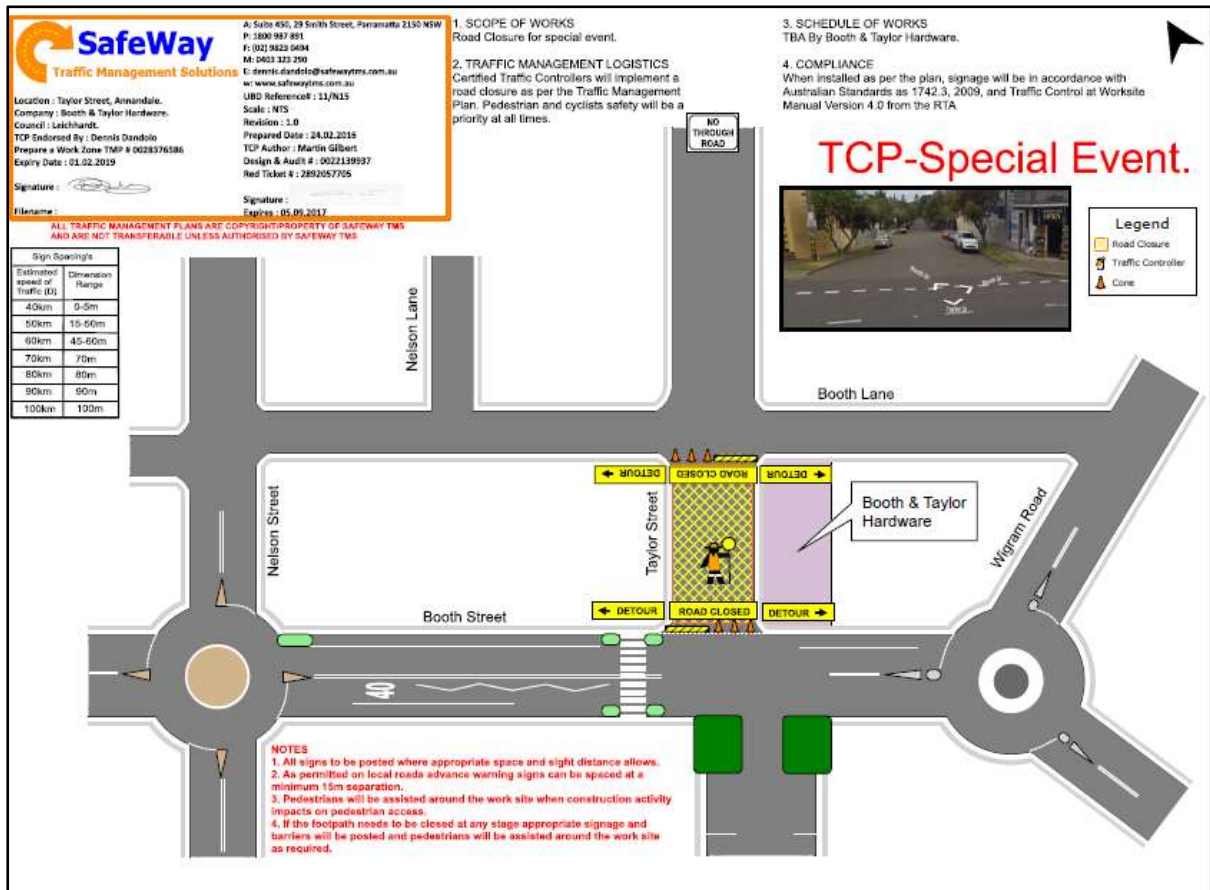 SafeWay
Traffic Management Solutions
Location : Taylor Street, Annandale.
Company : Booth & Taylor Hardware.
Council : Leichhardt.
TCP Endorsed By : Dennis Dandolo
Prepare a Work Zone TMP # 0028376586
Expiry Date : 01.02.2019
Signature :
Filename :
A: Suite 450, 29 Smith Street, Parramatta 2150 NSW
P: 1800 987 891
F: (02) 9823 0494
M: 0403 323 290
E: dennis.dandolo@safewaytms.com.au
w: www.safewaytms.com.au
UBD Reference# : 11/N15
Scale : NTS
Revision : 1.0
Prepared Date : 24.02.2016
TCP Author : Martin Gilbert
Design & Audit # : 0022139937
Red Ticket # : 2892057705
Signature :
Expires : 05.09.2017
ALL TRAFFIC MANAGEMENT PLANS ARE COPYRIGHT/PROPERTY OF SAFEWAY TMS
AND ARE NOT TRANSFERABLE UNLESS AUTHORISED BY SAFEWAY TMS
1. SCOPE OF WORKS
Road Closure for special event.
2. TRAFFIC MANAGEMENT LOGISTICS
Certified Traffic Controllers will implement a
road closure as per the Traffic Management
Plan. Pedestrian and cyclists safety will be a
priority at all times.
3. SCHEDULE OF WORKS
TBA By Booth & Taylor Hardware.
4. COMPLIANCE
When installed as per the plan, signage will be in accordance with
Australian Standards as 1742.3, 2009, and Traffic Control at Worksite
Manual Version 4.0 from the RTA
TCP-Special Event.
Legend
Road Closure
Traffic Controller
Cone
Sign Spacing's
Estimated speed of Traffic (D) Dimension Range
40km 0-5m
50km 15-50m
60km 45-60m
70km 70m
80km 80m
90km 90m
100km 100m
NO
THROUGH
ROAD
Nelson Lane
Booth Lane
DETOUR ROAD CLOSED DETOUR
Nelson Street
Taylor Street
Booth & Taylor
Hardware
Wigram Road
Booth Street
DETOUR ROAD CLOSED DETOUR
40
NOTES
1. All signs to be posted where appropriate space and sight distance allows.
2. As permitted on local roads advance warning signs can be spaced at a
minimum 15m separation.
3. Pedestrians will be assisted around the work site when construction activity
impacts on pedestrian access.
4. If the footpath needs to be closed at any stage appropriate signage and
barriers will be posted and pedestrians will be assisted around the work site
as required.